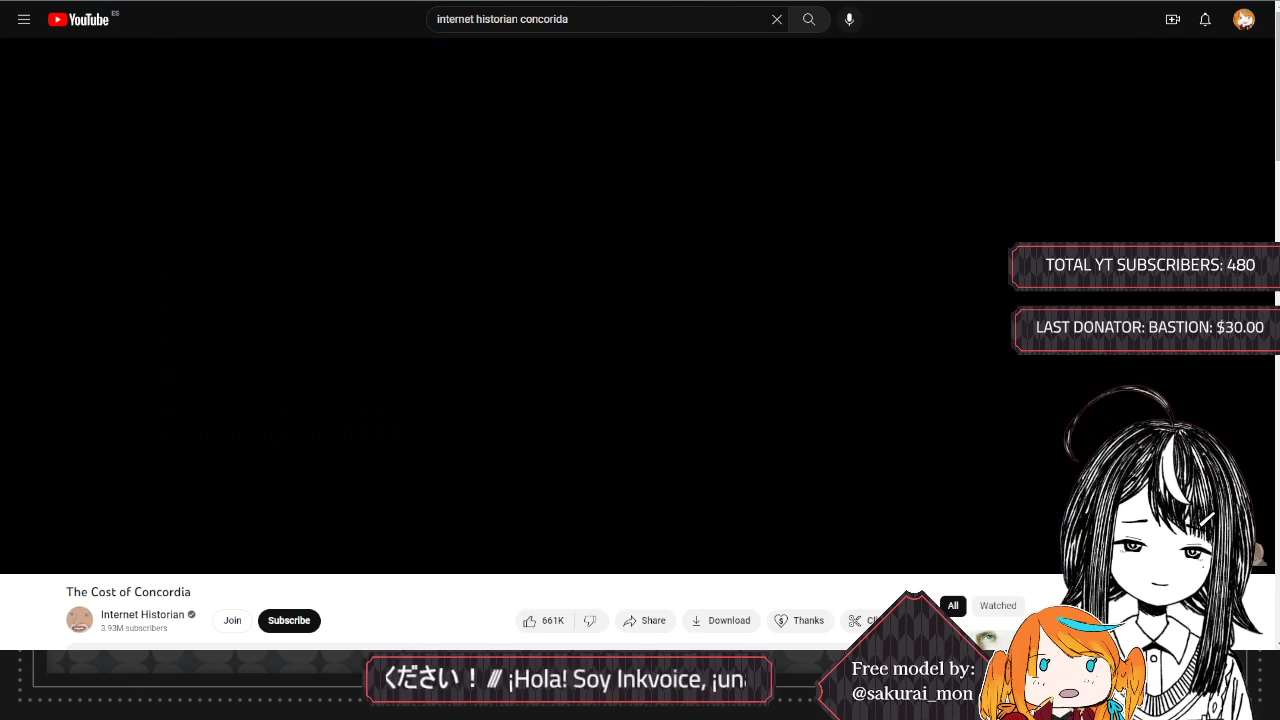 YouTube ES
internet historian concorida
TOTAL YT SUBSCRIBERS: 480
LAST DONATOR: BASTION: $30.00
The Cost of Concordia
Internet Historian
3.93M subscribers
Join
Subscribe
661K
Share
Download
Thanks
All
Watched
ください！ /// ¡Hola! Soy Inkvoice, ¡un
Free model by:
@sakurai_mon